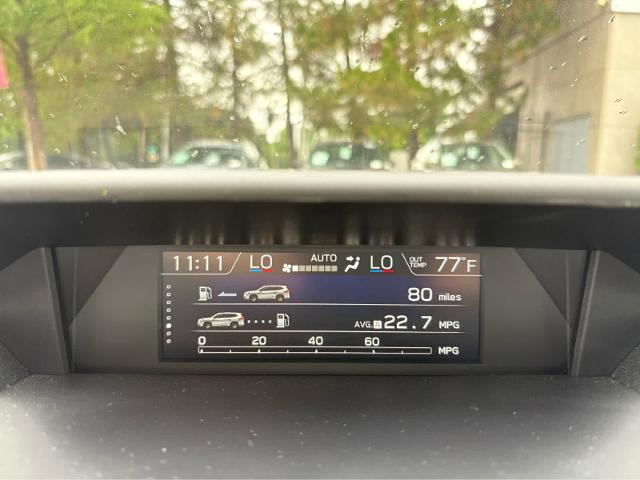 11:11 LO AUTO LO OUT TEMP 77°F
80 miles
AVG. A 22.7 MPG
0 20 40 60 MPG